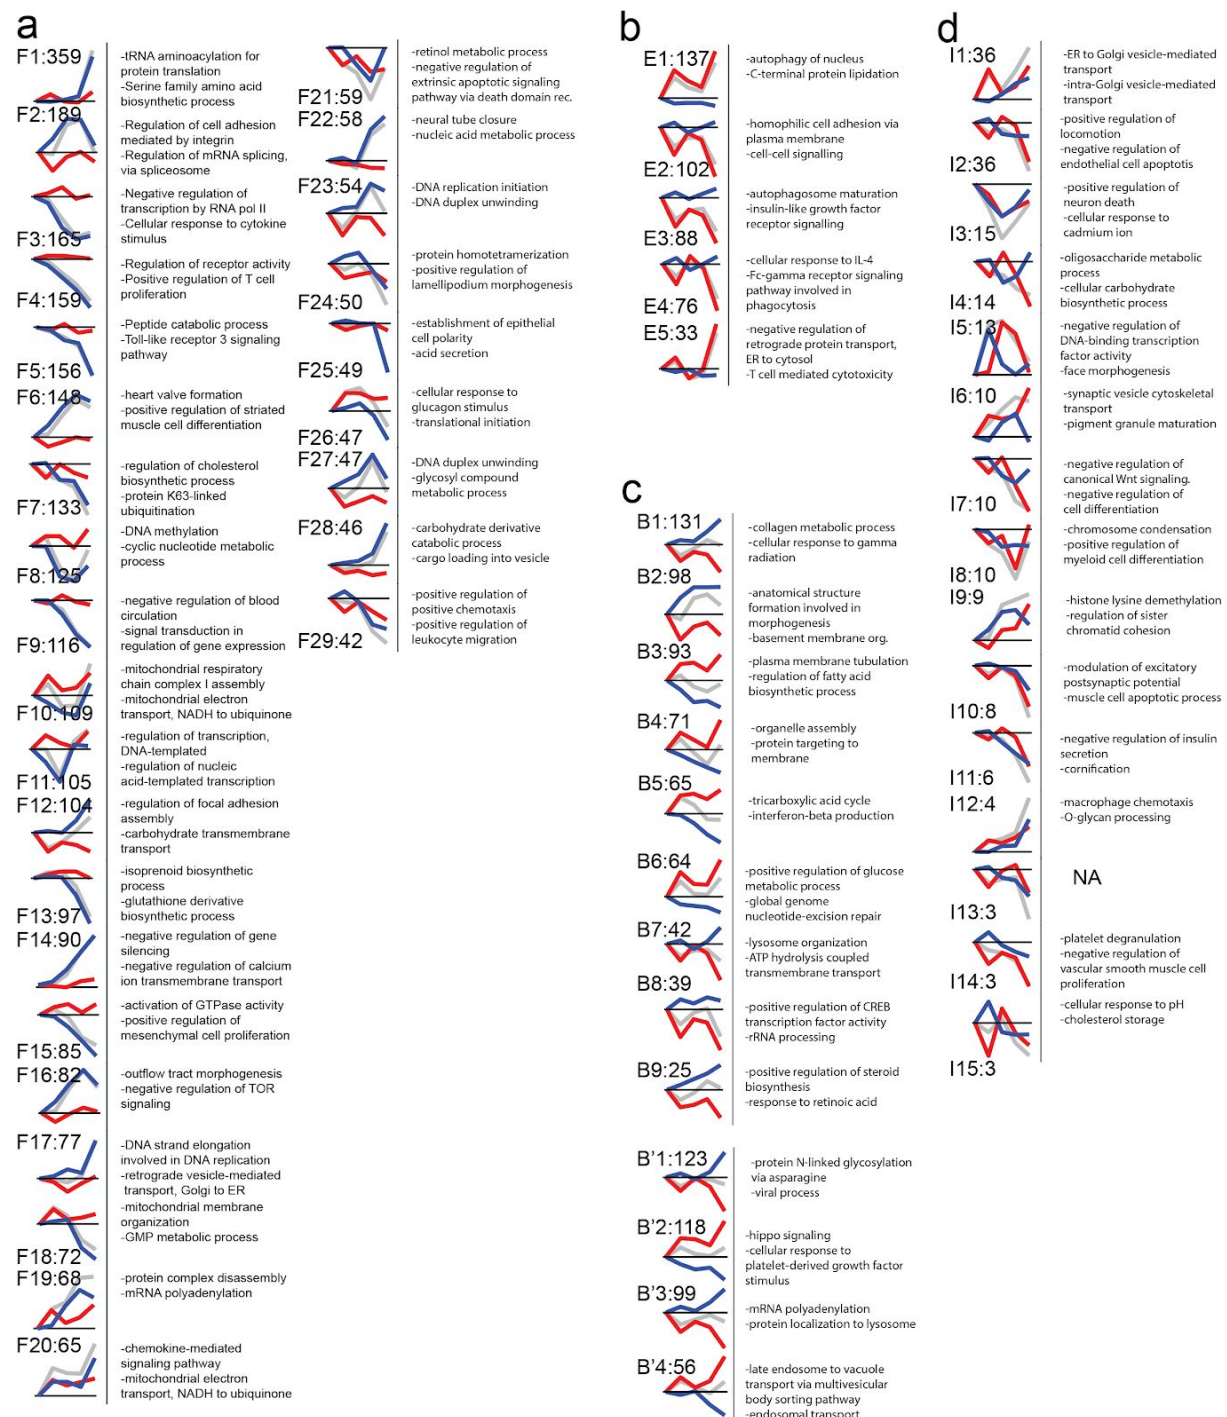 a
F1:359
-tRNA aminoacylation for
protein translation
-Serine family amino acid
biosynthetic process
F2:189
-Regulation of cell adhesion
mediated by integrin
-Regulation of mRNA splicing,
via spliceosome
F3:165
-Negative regulation of
transcription by RNA pol II
-Cellular response to cytokine
stimulus
F4:159
-Regulation of receptor activity
-Positive regulation of T cell
proliferation
F5:156
-Peptide catabolic process
-Toll-like receptor 3 signaling
pathway
F6:148
-heart valve formation
-positive regulation of striated
muscle cell differentiation
F7:133
-regulation of cholesterol
biosynthetic process
-protein K63-linked
ubiquitination
F8:125
-DNA methylation
-cyclic nucleotide metabolic
process
F9:116
-negative regulation of blood
circulation
-signal transduction in
regulation of gene expression
F10:109
-mitochondrial respiratory
chain complex I assembly
-mitochondrial electron
transport, NADH to ubiquinone
F11:105
-regulation of transcription,
DNA-templated
-regulation of nucleic
acid-templated transcription
F12:104
-regulation of focal adhesion
assembly
-carbohydrate transmembrane
transport
F13:97
-isoprenoid biosynthetic
process
-glutathione derivative
biosynthetic process
F14:90
-negative regulation of gene
silencing
-negative regulation of calcium
ion transmembrane transport
F15:85
-activation of GTPase activity
-positive regulation of
mesenchymal cell proliferation
F16:82
-outflow tract morphogenesis
-negative regulation of TOR
signaling
F17:77
-DNA strand elongation
involved in DNA replication
-retrograde vesicle-mediated
transport, Golgi to ER
F18:72
-mitochondrial membrane
organization
-GMP metabolic process
F19:68
-protein complex disassembly
-mRNA polyadenylation
F20:65
-chemokine-mediated
signaling pathway
-mitochondrial electron
transport, NADH to ubiquinone
F21:59
-retinol metabolic process
-negative regulation of
extrinsic apoptotic signaling
pathway via death domain rec.
F22:58
-neural tube closure
-nucleic acid metabolic process
F23:54
-DNA replication initiation
-DNA duplex unwinding
F24:50
-protein homotetramerization
-positive regulation of
lamellipodium morphogenesis
F25:49
-establishment of epithelial
cell polarity
-acid secretion
F26:47
-cellular response to
glucagon stimulus
-translational initiation
F27:47
-DNA duplex unwinding
-glycosyl compound
metabolic process
F28:46
-carbohydrate derivative
catabolic process
-cargo loading into vesicle
F29:42
-positive regulation of
positive chemotaxis
-positive regulation of
leukocyte migration
b
E1:137
-autophagy of nucleus
-C-terminal protein lipidation
E2:102
-homophilic cell adhesion via
plasma membrane
-cell-cell signalling
E3:88
-autophagosome maturation
-insulin-like growth factor
receptor signalling
E4:76
-cellular response to IL-4
-Fc-gamma receptor signaling
pathway involved in
phagocytosis
E5:33
-negative regulation of
retrograde protein transport,
ER to cytosol
-T cell mediated cytotoxicity
c
B1:131
-collagen metabolic process
-cellular response to gamma
radiation
B2:98
-anatomical structure
formation involved in
morphogenesis
-basement membrane org.
B3:93
-plasma membrane tubulation
-regulation of fatty acid
biosynthetic process
B4:71
-organelle assembly
-protein targeting to
membrane
B5:65
-tricarboxylic acid cycle
-interferon-beta production
B6:64
-positive regulation of glucose
metabolic process
-global genome
nucleotide-excision repair
B7:42
-lysosome organization
-ATP hydrolysis coupled
transmembrane transport
B8:39
-positive regulation of CREB
transcription factor activity
-rRNA processing
B9:25
-positive regulation of steroid
biosynthesis
-response to retinoic acid
B'1:123
-protein N-linked glycosylation
via asparagine
-viral process
B'2:118
-hippo signaling
-cellular response to
platelet-derived growth factor
stimulus
B'3:99
-mRNA polyadenylation
-protein localization to lysosome
B'4:56
-late endosome to vacuole
transport via multivesicular
body sorting pathway
-endosomal transport
d
I1:36
-ER to Golgi vesicle-mediated
transport
-intra-Golgi vesicle-mediated
transport
I2:36
-positive regulation of
locomotion
-negative regulation of
endothelial cell apoptotis
I3:15
-positive regulation of
neuron death
-cellular response to
cadmium ion
I4:14
-oligosaccharide metabolic
process
-cellular carbohydrate
biosynthetic process
I5:13
-negative regulation of
DNA-binding transcription
factor activity
-face morphogenesis
I6:10
-synaptic vesicle cytoskeletal
transport
-pigment granule maturation
I7:10
-negative regulation of
canonical Wnt signaling.
-negative regulation of
cell differentiation
I8:10
-chromosome condensation
-positive regulation of
myeloid cell differentiation
I9:9
-histone lysine demethylation
-regulation of sister
chromatid cohesion
I10:8
-modulation of excitatory
postsynaptic potential
-muscle cell apoptotic process
I11:6
-negative regulation of insulin
secretion
-cornification
I12:4
-macrophage chemotaxis
-O-glycan processing
I13:3
NA
I14:3
-platelet degranulation
-negative regulation of
vascular smooth muscle cell
proliferation
I15:3
-cellular response to pH
-cholesterol storage